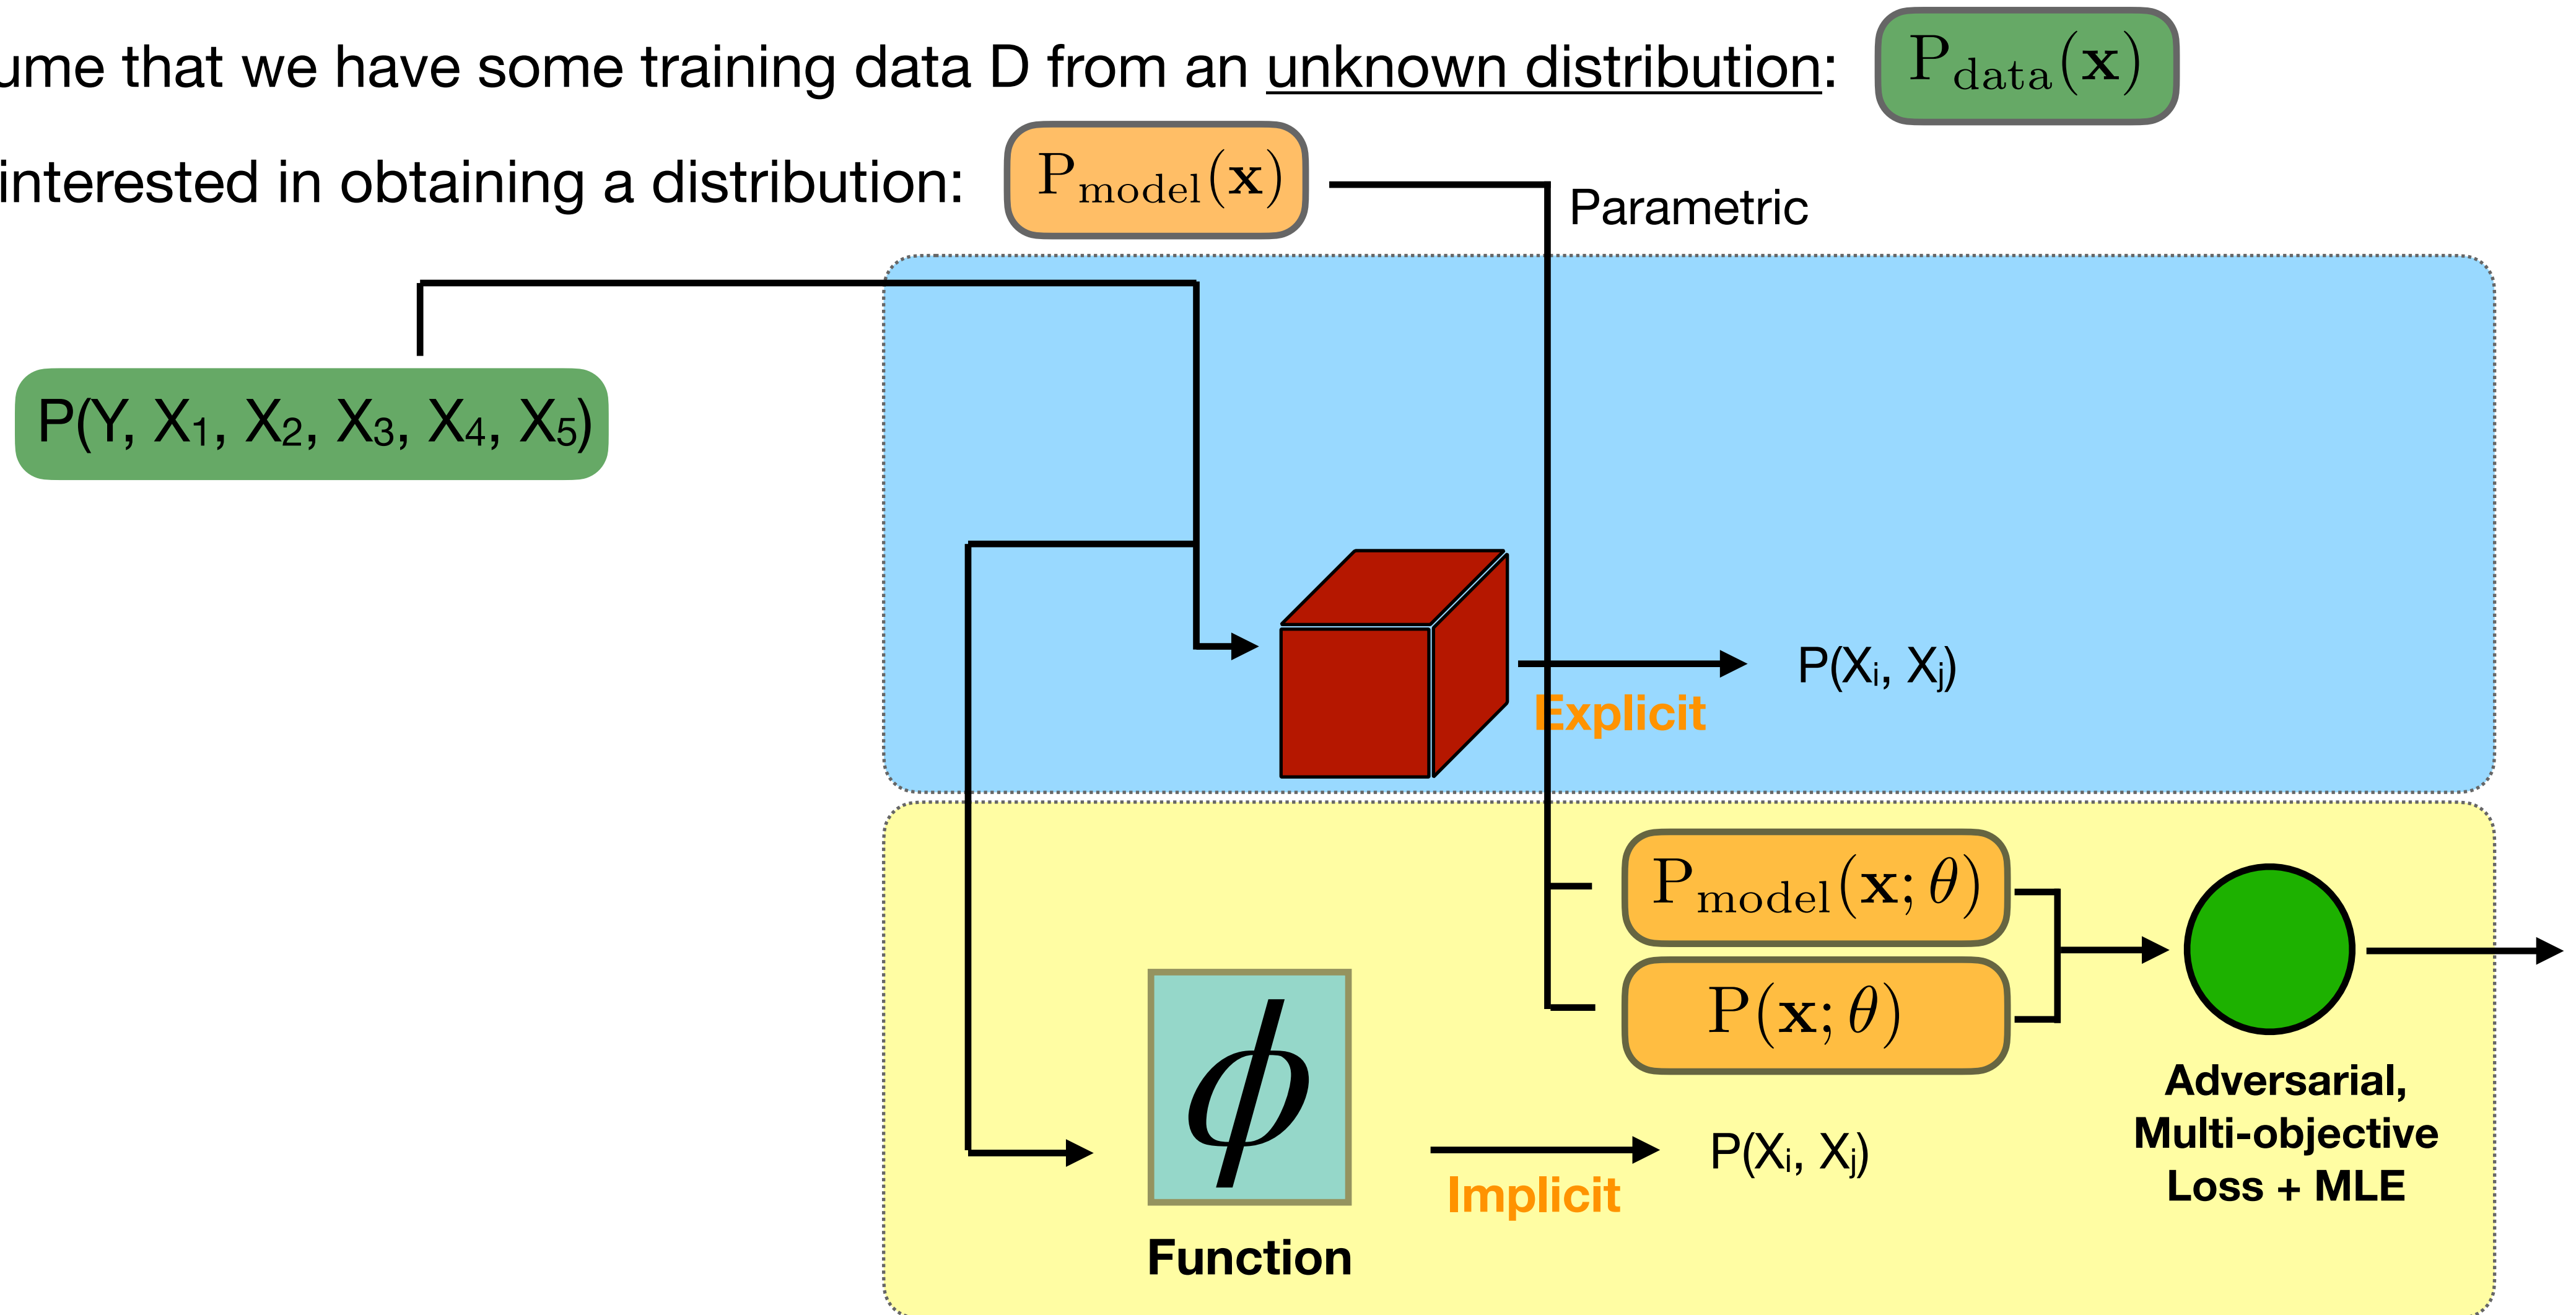 ume that we have some training data D from an unknown distribution: P_data(x)
interested in obtaining a distribution: P_model(x)
Parametric
P(Y, X₁, X₂, X₃, X₄, X₅)
P(Xᵢ, Xⱼ)
Explicit
P_model(x; θ)
P(x; θ)
ϕ
Adversarial,
Multi-objective
Loss + MLE
P(Xᵢ, Xⱼ)
Implicit
Function